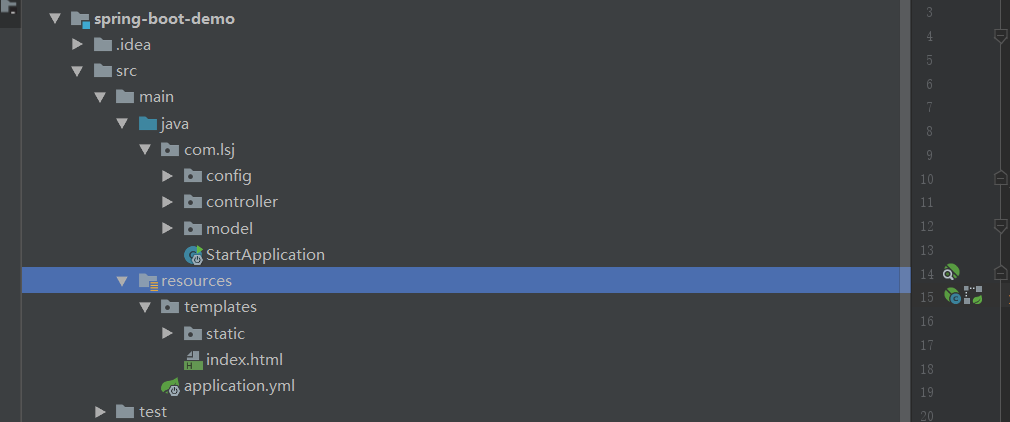 spring-boot-demo
.idea
src
main
java
com.lsj
config
controller
model
StartApplication
resources
templates
static
index.html
application.yml
test
3
4
5
6
7
8
9
10
11
12
13
14
15
16
17
18
19
20